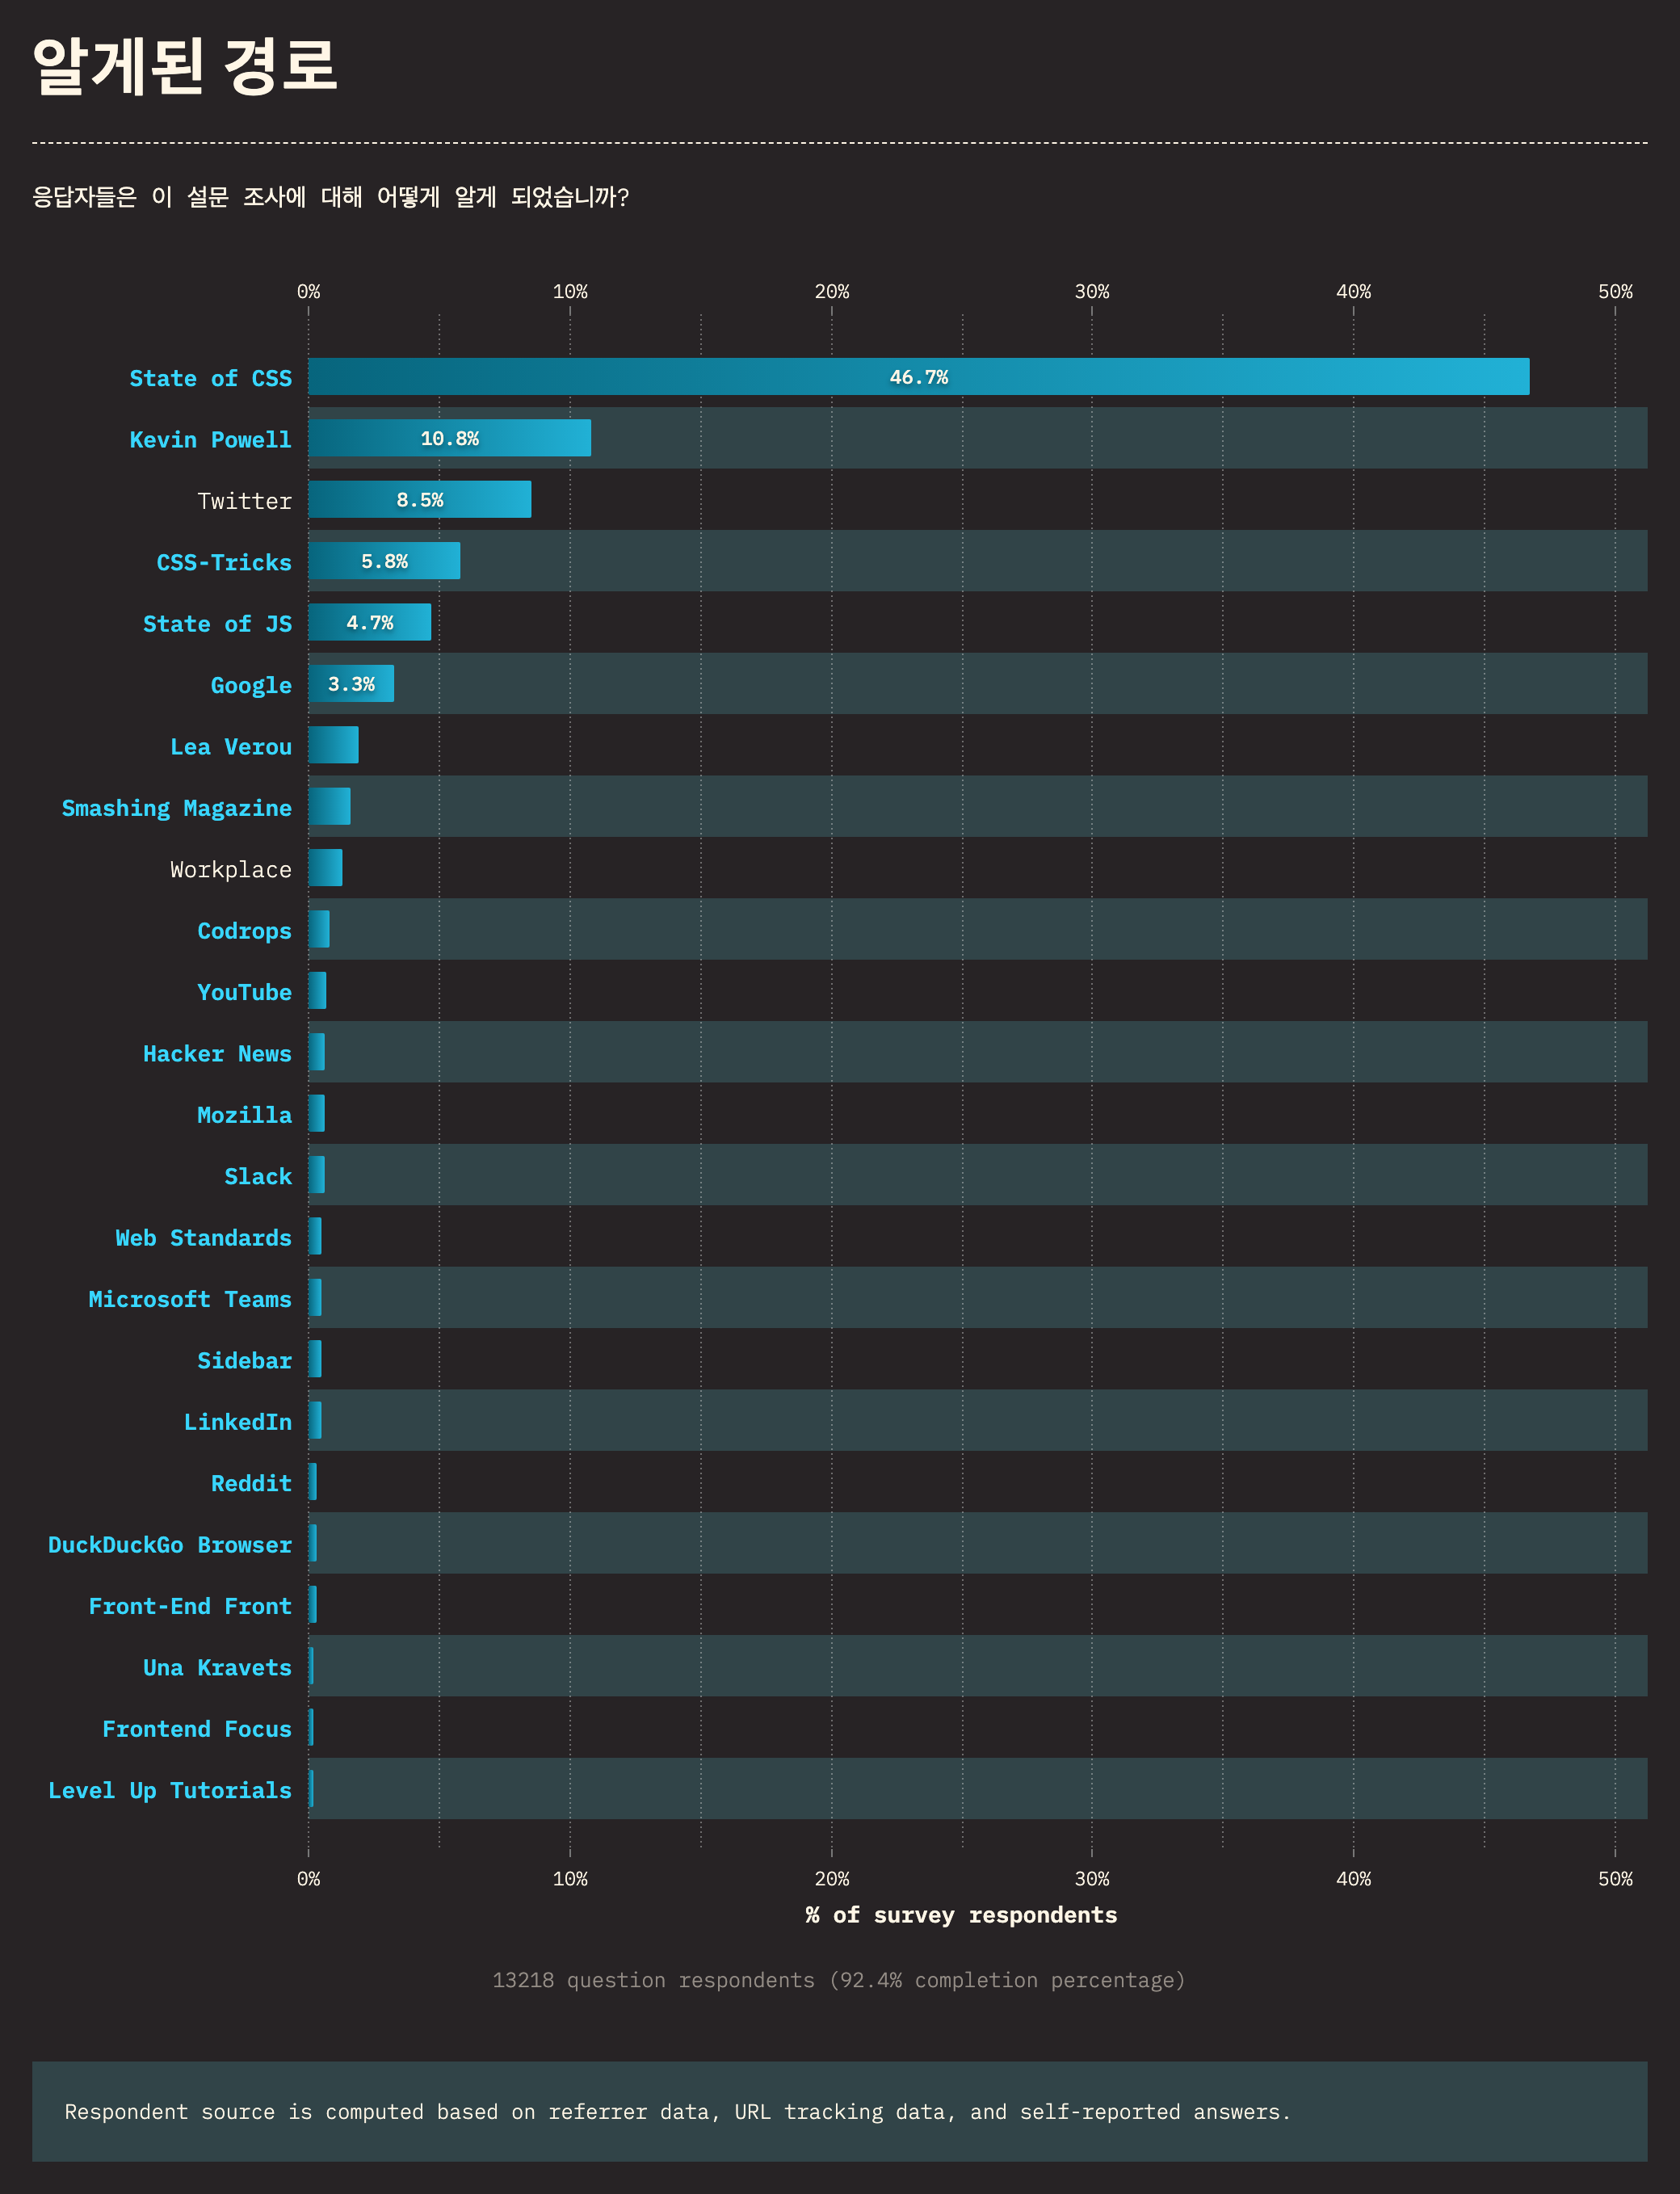 알게된 경로
응답자들은 이 설문 조사에 대해 어떻게 알게 되었습니까?
0% 10% 20% 30% 40% 50%
State of CSS 46.7%
Kevin Powell 10.8%
Twitter 8.5%
CSS-Tricks 5.8%
State of JS 4.7%
Google 3.3%
Lea Verou
Smashing Magazine
Workplace
Codrops
YouTube
Hacker News
Mozilla
Slack
Web Standards
Microsoft Teams
Sidebar
LinkedIn
Reddit
DuckDuckGo Browser
Front-End Front
Una Kravets
Frontend Focus
Level Up Tutorials
0% 10% 20% 30% 40% 50%
% of survey respondents
13218 question respondents (92.4% completion percentage)
Respondent source is computed based on referrer data, URL tracking data, and self-reported answers.